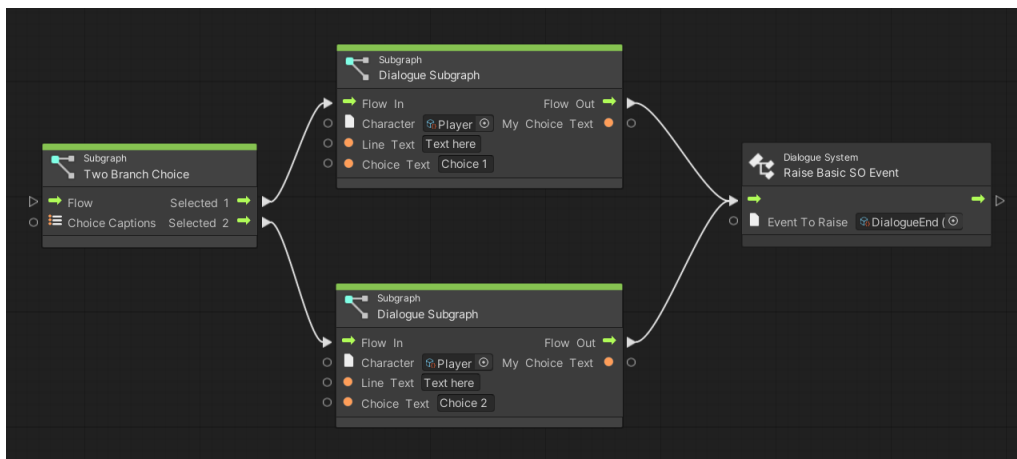 Subgraph
Dialogue Subgraph
Flow In Flow Out
Character Player My Choice Text
Line Text Text here
Choice Text Choice 1
Subgraph
Two Branch Choice
Flow Selected 1
Choice Captions Selected 2
Dialogue System
Raise Basic SO Event
Event To Raise DialogueEnd (
Subgraph
Dialogue Subgraph
Flow In Flow Out
Character Player My Choice Text
Line Text Text here
Choice Text Choice 2